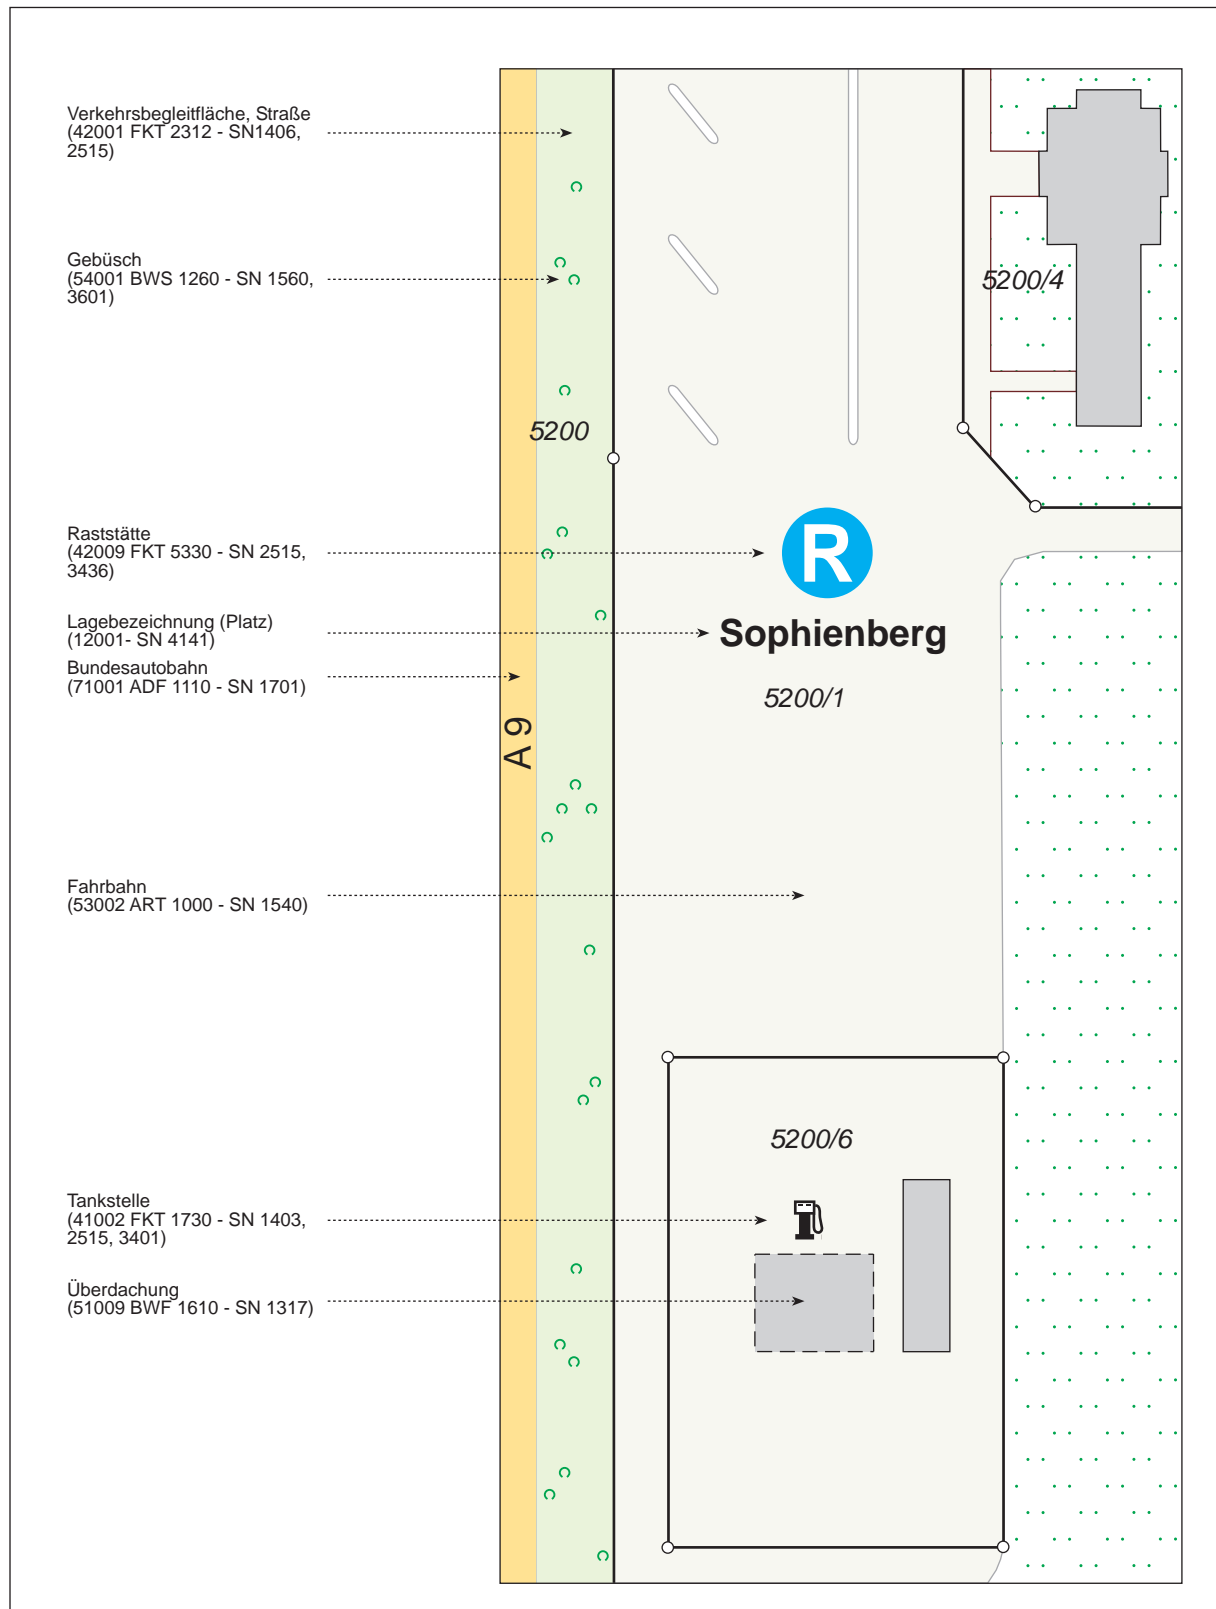 Verkehrsbegleitfläche, Straße
(42001 FKT 2312 - SN1406,
2515)
Gebüsch
(54001 BWS 1260 - SN 1560,
3601)
5200/4
5200
Raststätte
(42009 FKT 5330 - SN 2515,
3436)
R
Lagebezeichnung (Platz)
(12001- SN 4141)
Sophienberg
Bundesautobahn
(71001 ADF 1110 - SN 1701)
5200/1
A 9
Fahrbahn
(53002 ART 1000 - SN 1540)
5200/6
Tankstelle
(41002 FKT 1730 - SN 1403,
2515, 3401)
Überdachung
(51009 BWF 1610 - SN 1317)